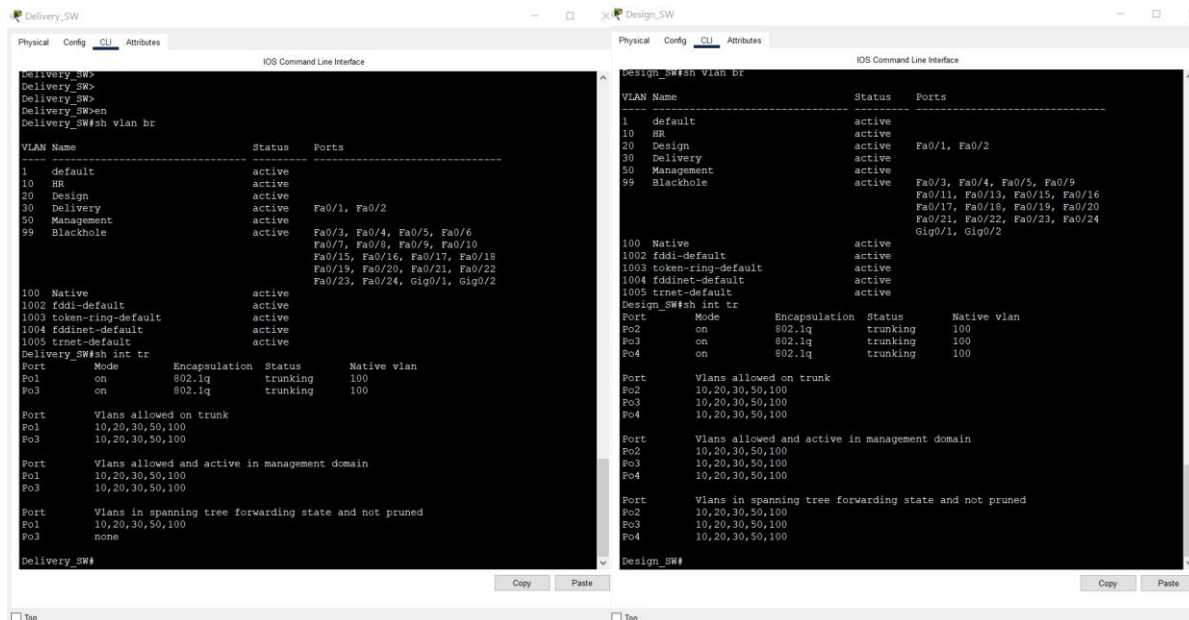 Delivery_SW
Physical Config CLI Attributes
IOS Command Line Interface
Delivery_SW>
Delivery_SW>
Delivery_SW>
Delivery_SW>en
Delivery_SW#sh vlan br
VLAN Name Status Ports
---- -------------------------------- --------- -------------------------------
1 default active
10 HR active
20 Design active
30 Delivery active Fa0/1, Fa0/2
50 Management active
99 Blackhole active Fa0/3, Fa0/4, Fa0/5, Fa0/6
Fa0/7, Fa0/8, Fa0/9, Fa0/10
Fa0/15, Fa0/16, Fa0/17, Fa0/18
Fa0/19, Fa0/20, Fa0/21, Fa0/22
Fa0/23, Fa0/24, Gig0/1, Gig0/2
100 Native active
1002 fddi-default active
1003 token-ring-default active
1004 fddinet-default active
1005 trnet-default active
Delivery_SW#sh int tr
Port Mode Encapsulation Status Native vlan
Po1 on 802.1q trunking 100
Po3 on 802.1q trunking 100
Port Vlans allowed on trunk
Po1 10,20,30,50,100
Po3 10,20,30,50,100
Port Vlans allowed and active in management domain
Po1 10,20,30,50,100
Po3 10,20,30,50,100
Port Vlans in spanning tree forwarding state and not pruned
Po1 10,20,30,50,100
Po3 none
Delivery_SW#
Copy Paste
Top
Design_SW
Physical Config CLI Attributes
IOS Command Line Interface
Design_SW#sh vlan br
VLAN Name Status Ports
---- -------------------------------- --------- -------------------------------
1 default active
10 HR active
20 Design active Fa0/1, Fa0/2
30 Delivery active
50 Management active
99 Blackhole active Fa0/3, Fa0/4, Fa0/5, Fa0/9
Fa0/11, Fa0/13, Fa0/15, Fa0/16
Fa0/17, Fa0/18, Fa0/19, Fa0/20
Fa0/21, Fa0/22, Fa0/23, Fa0/24
Gig0/1, Gig0/2
100 Native active
1002 fddi-default active
1003 token-ring-default active
1004 fddinet-default active
1005 trnet-default active
Design_SW#sh int tr
Port Mode Encapsulation Status Native vlan
Po2 on 802.1q trunking 100
Po3 on 802.1q trunking 100
Po4 on 802.1q trunking 100
Port Vlans allowed on trunk
Po2 10,20,30,50,100
Po3 10,20,30,50,100
Po4 10,20,30,50,100
Port Vlans allowed and active in management domain
Po2 10,20,30,50,100
Po3 10,20,30,50,100
Po4 10,20,30,50,100
Port Vlans in spanning tree forwarding state and not pruned
Po2 10,20,30,50,100
Po3 10,20,30,50,100
Po4 10,20,30,50,100
Design_SW#
Copy Paste
Top